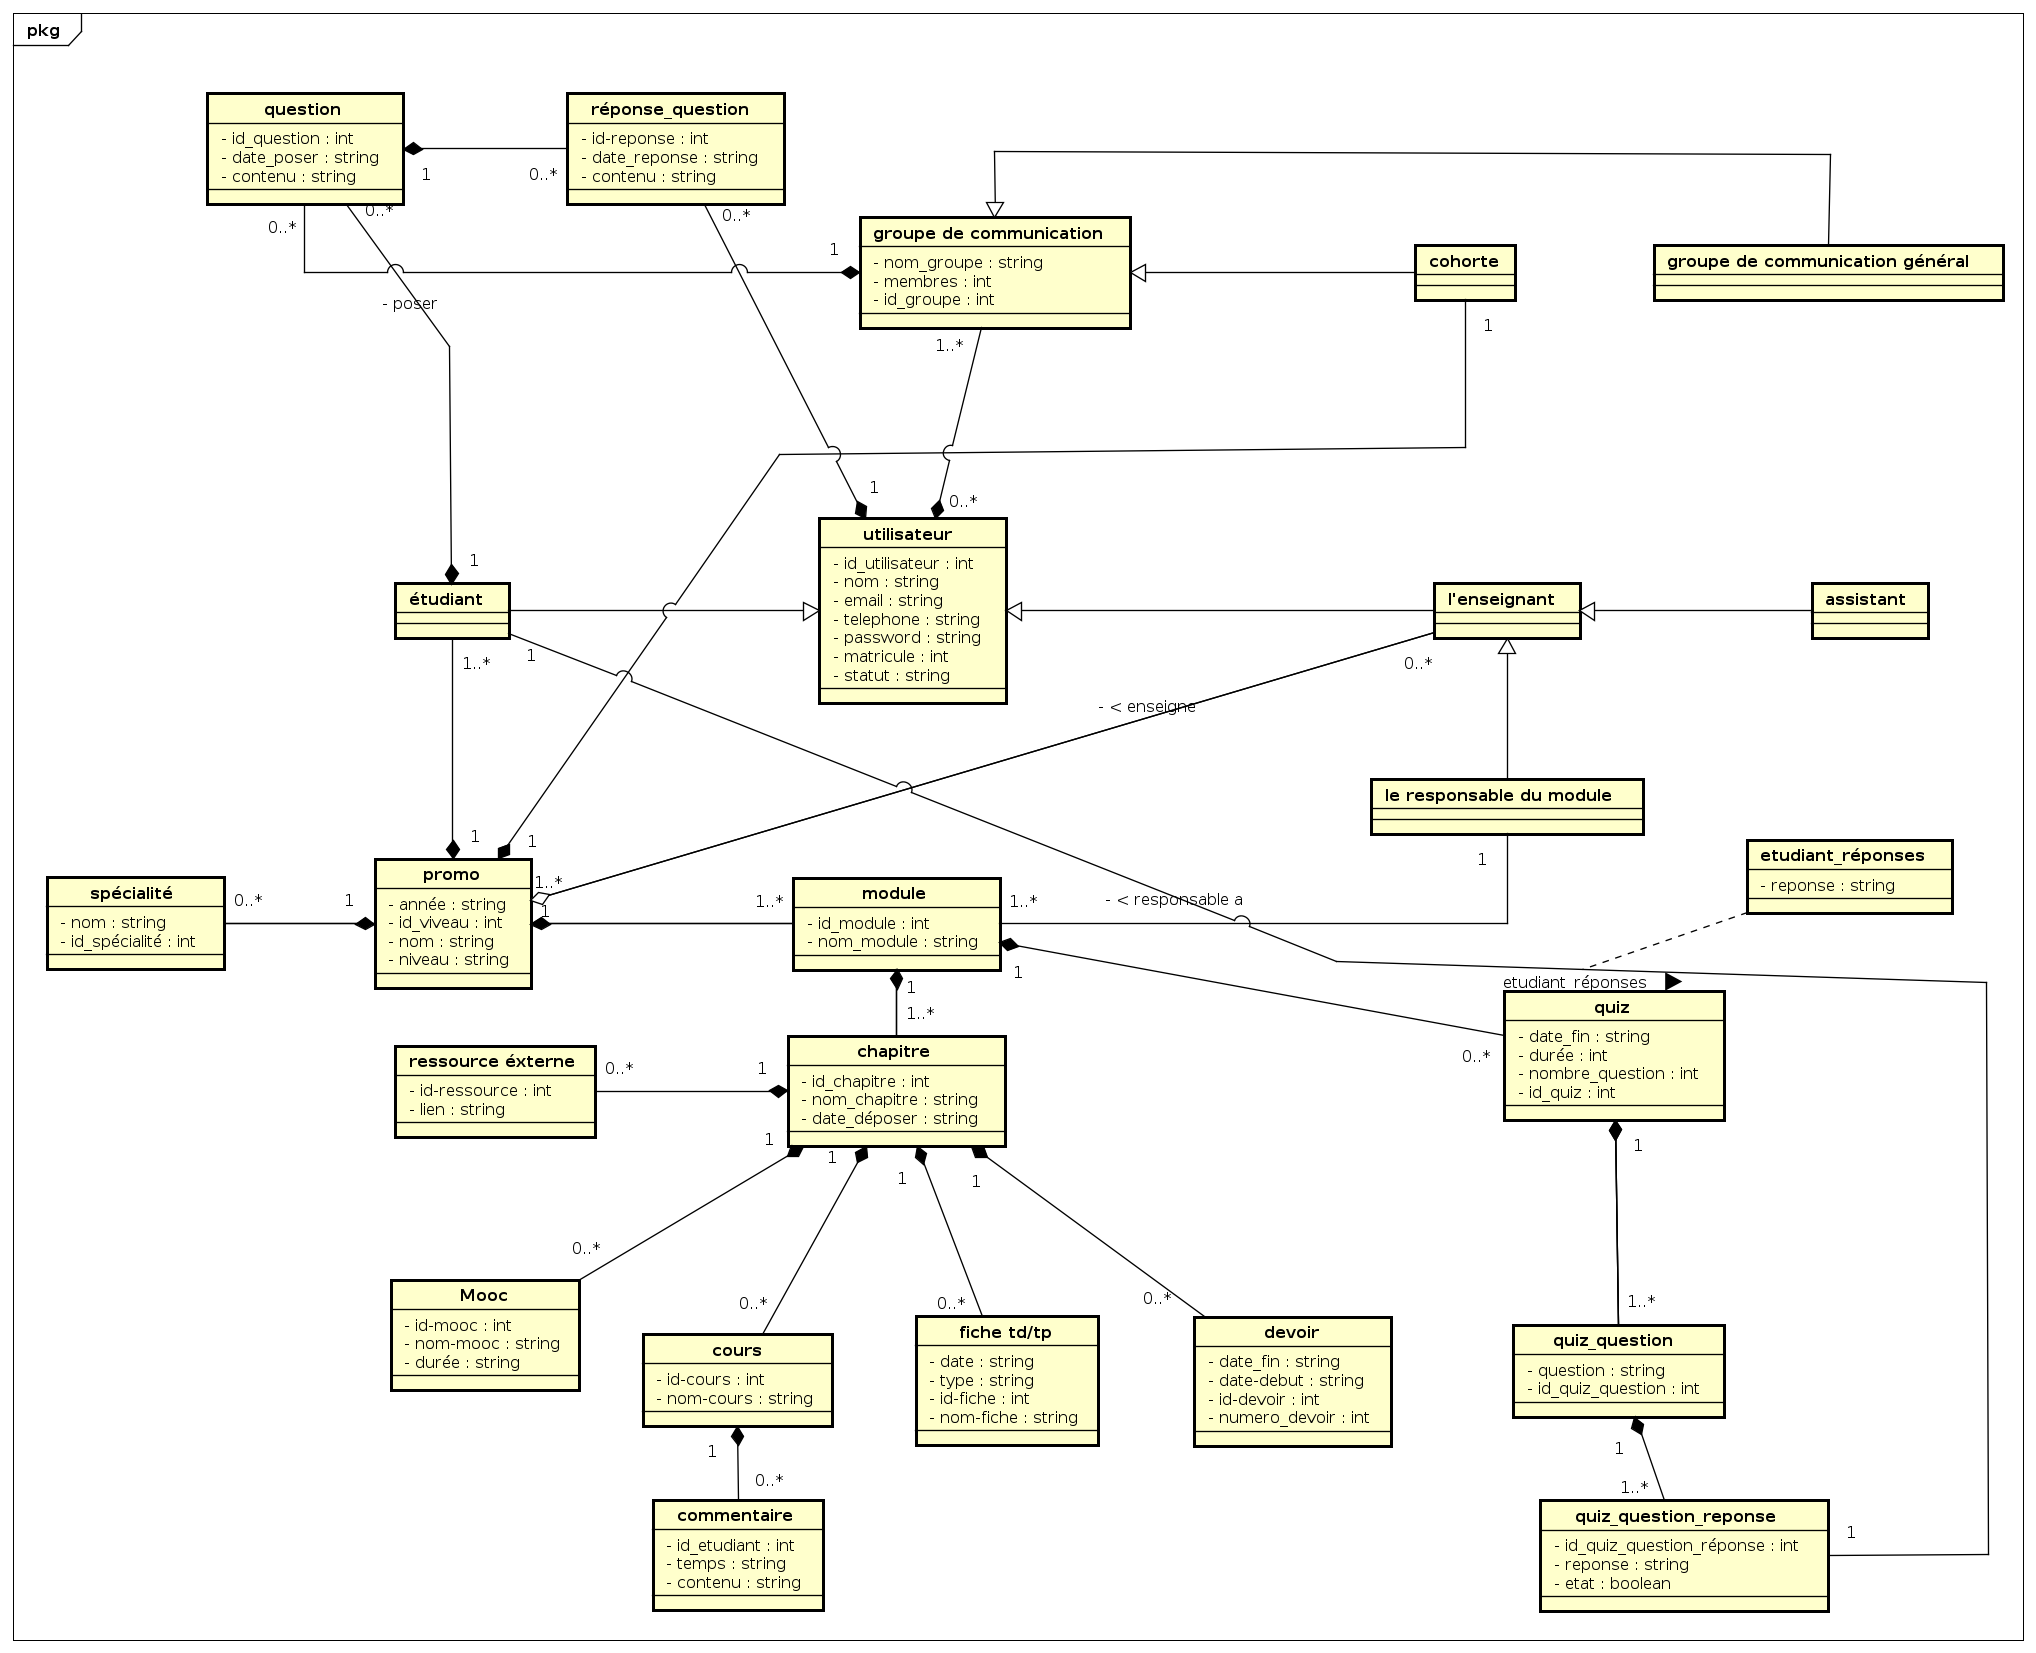 pkg
question
- id_question : int
- date_poser : string
- contenu : string
réponse_question
- id-reponse : int
- date_reponse : string
- contenu : string
1
0..*
0..*
0..*
0..*
1
groupe de communication
- nom_groupe : string
- membres : int
- id_groupe : int
cohorte
groupe de communication général
- poser
1..*
1
1
0..*
1
utilisateur
- id_utilisateur : int
- nom : string
- email : string
- telephone : string
- password : string
- matricule : int
- statut : string
étudiant
l'enseignant
assistant
1..*
1
0..*
- < enseigne
le responsable du module
1
1
1
etudiant_réponses
- reponse : string
spécialité
- nom : string
- id_spécialité : int
0..*
1
promo
- année : string
- id_viveau : int
- nom : string
- niveau : string
1..*
1
1..*
module
- id_module : int
- nom_module : string
1..*
- < responsable a
1
1
1..*
0..*
etudiant_réponses
quiz
- date_fin : string
- durée : int
- nombre_question : int
- id_quiz : int
ressource éxterne
- id-ressource : int
- lien : string
0..*
1
chapitre
- id_chapitre : int
- nom_chapitre : string
- date_déposer : string
1
1
1
1
1
0..*
0..*
0..*
0..*
1..*
Mooc
- id-mooc : int
- nom-mooc : string
- durée : string
cours
- id-cours : int
- nom-cours : string
fiche td/tp
- date : string
- type : string
- id-fiche : int
- nom-fiche : string
devoir
- date_fin : string
- date-debut : string
- id-devoir : int
- numero_devoir : int
quiz_question
- question : string
- id_quiz_question : int
1
0..*
1
1..*
commentaire
- id_etudiant : int
- temps : string
- contenu : string
quiz_question_reponse
- id_quiz_question_réponse : int
- reponse : string
- etat : boolean
1